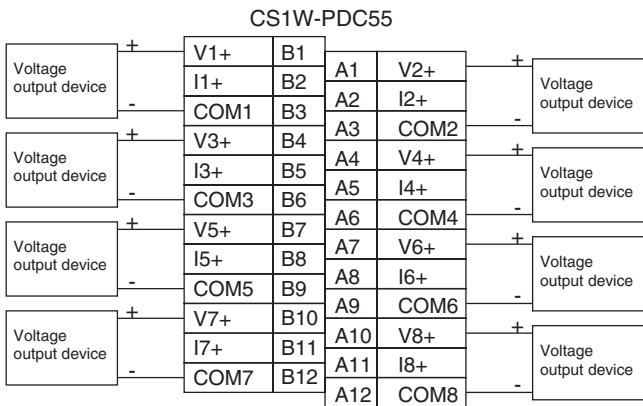 CS1W-PDC55
Voltage
output device
+
-
V1+ B1
I1+ B2
COM1 B3
Voltage
output device
+
-
V3+ B4
I3+ B5
COM3 B6
Voltage
output device
+
-
V5+ B7
I5+ B8
COM5 B9
Voltage
output device
+
-
V7+ B10
I7+ B11
COM7 B12
A1 V2+
A2 I2+
A3 COM2
+
-
Voltage
output device
A4 V4+
A5 I4+
A6 COM4
+
-
Voltage
output device
A7 V6+
A8 I6+
A9 COM6
+
-
Voltage
output device
A10 V8+
A11 I8+
A12 COM8
+
-
Voltage
output device